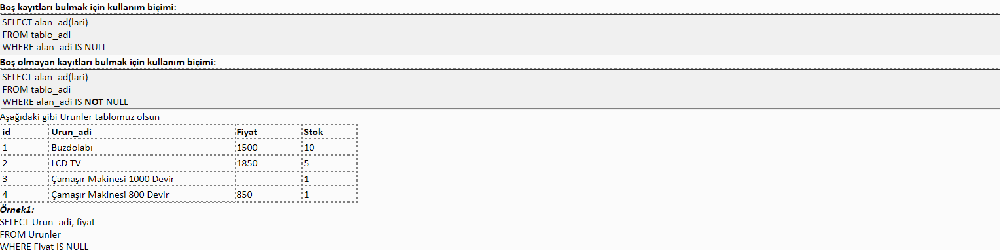 Boş kayıtları bulmak için kullanım biçimi:
SELECT alan_ad(lari)
FROM tablo_adi
WHERE alan_adi IS NULL
Boş olmayan kayıtları bulmak için kullanım biçimi:
SELECT alan_ad(lari)
FROM tablo_adi
WHERE alan_adi IS NOT NULL
Aşağıdaki gibi Urunler tablomuz olsun
id Urun_adi Fiyat Stok
1 Buzdolabı 1500 10
2 LCD TV 1850 5
3 Çamaşır Makinesi 1000 Devir 1
4 Çamaşır Makinesi 800 Devir 850 1
Örnek1:
SELECT Urun_adi, fiyat
FROM Urunler
WHERE Fiyat IS NULL